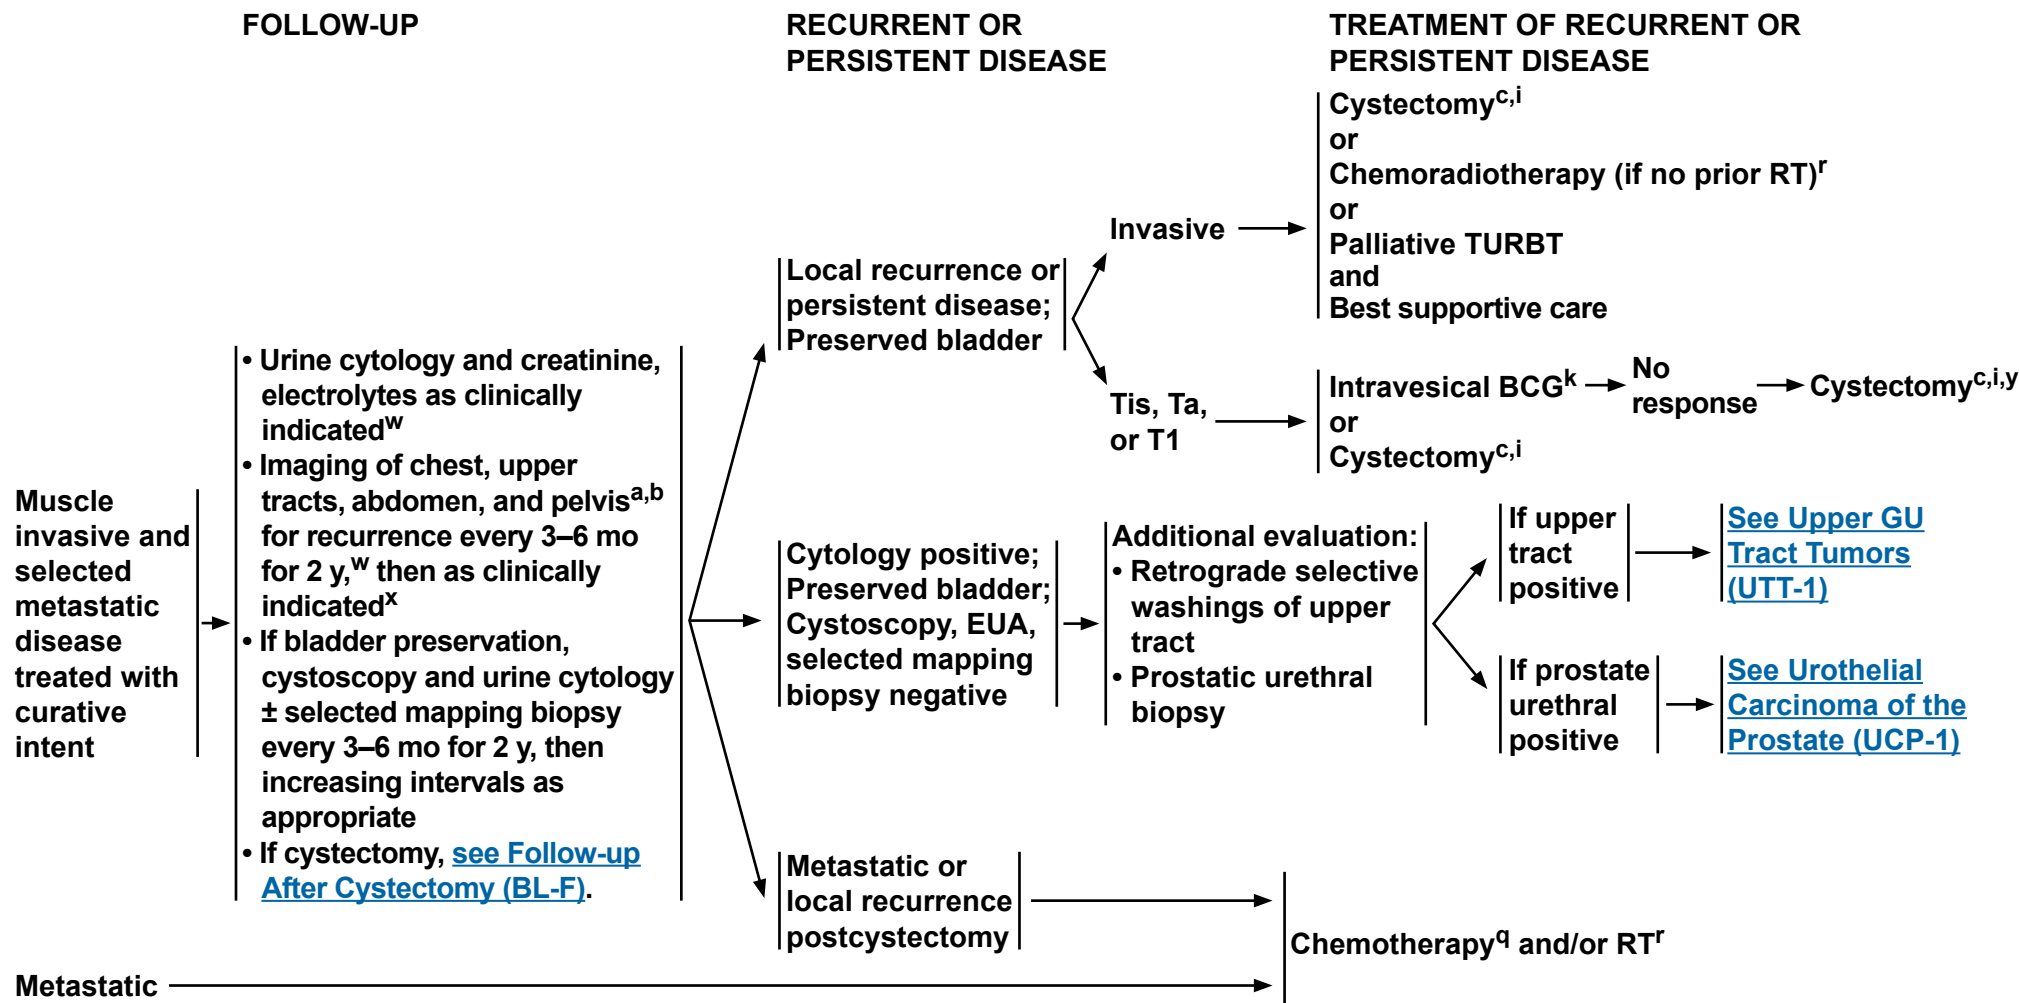 FOLLOW-UP
RECURRENT OR
PERSISTENT DISEASE
TREATMENT OF RECURRENT OR
PERSISTENT DISEASE
Muscle
invasive and
selected
metastatic
disease
treated with
curative
intent
• Urine cytology and creatinine,
electrolytes as clinically
indicatedʷ
• Imaging of chest, upper
tracts, abdomen, and pelvisᵃ,ᵇ
for recurrence every 3–6 mo
for 2 y,ʷ then as clinically
indicatedˣ
• If bladder preservation,
cystoscopy and urine cytology
± selected mapping biopsy
every 3–6 mo for 2 y, then
increasing intervals as
appropriate
• If cystectomy, see Follow-up
After Cystectomy (BL-F).
Local recurrence or
persistent disease;
Preserved bladder
Invasive
Cystectomyᶜ,ⁱ
or
Chemoradiotherapy (if no prior RT)ʳ
or
Palliative TURBT
and
Best supportive care
Tis, Ta,
or T1
Intravesical BCGᵏ
or
Cystectomyᶜ,ⁱ
No
response
Cystectomyᶜ,ⁱ,ʸ
Cytology positive;
Preserved bladder;
Cystoscopy, EUA,
selected mapping
biopsy negative
Additional evaluation:
• Retrograde selective
washings of upper
tract
• Prostatic urethral
biopsy
If upper
tract
positive
See Upper GU
Tract Tumors
(UTT-1)
If prostate
urethral
positive
See Urothelial
Carcinoma of the
Prostate (UCP-1)
Metastatic or
local recurrence
postcystectomy
Metastatic
Chemotherapy^q and/or RTʳ